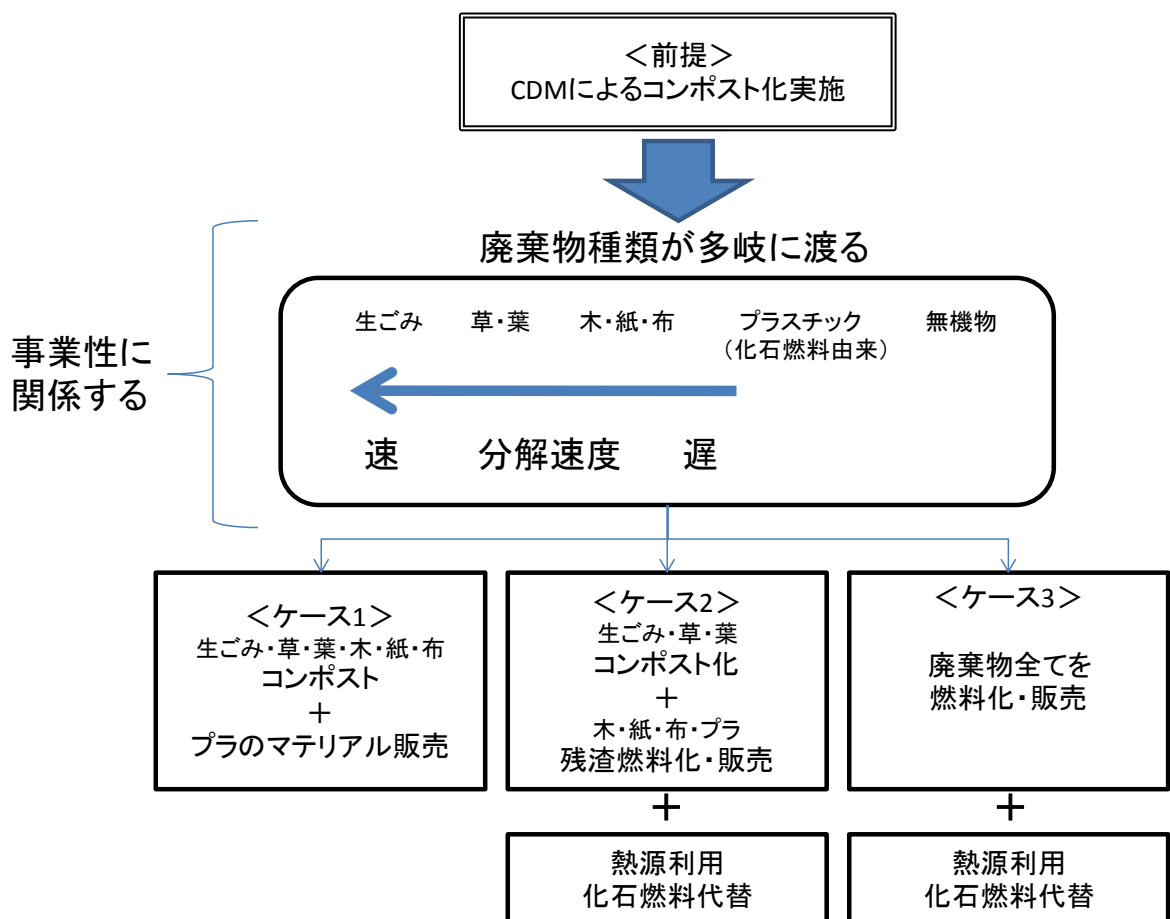 ＜前提＞
CDMによるコンポスト化実施
廃棄物種類が多岐に渡る
事業性に
関係する
生ごみ 草・葉 木・紙・布 プラスチック 無機物
（化石燃料由来）
速 分解速度 遅
＜ケース1＞
生ごみ・草・葉・木・紙・布
コンポスト
＋
プラのマテリアル販売
＜ケース2＞
生ごみ・草・葉
コンポスト化
＋
木・紙・布・プラ
残渣燃料化・販売
＋
熱源利用
化石燃料代替
＜ケース3＞
廃棄物全てを
燃料化・販売
＋
熱源利用
化石燃料代替